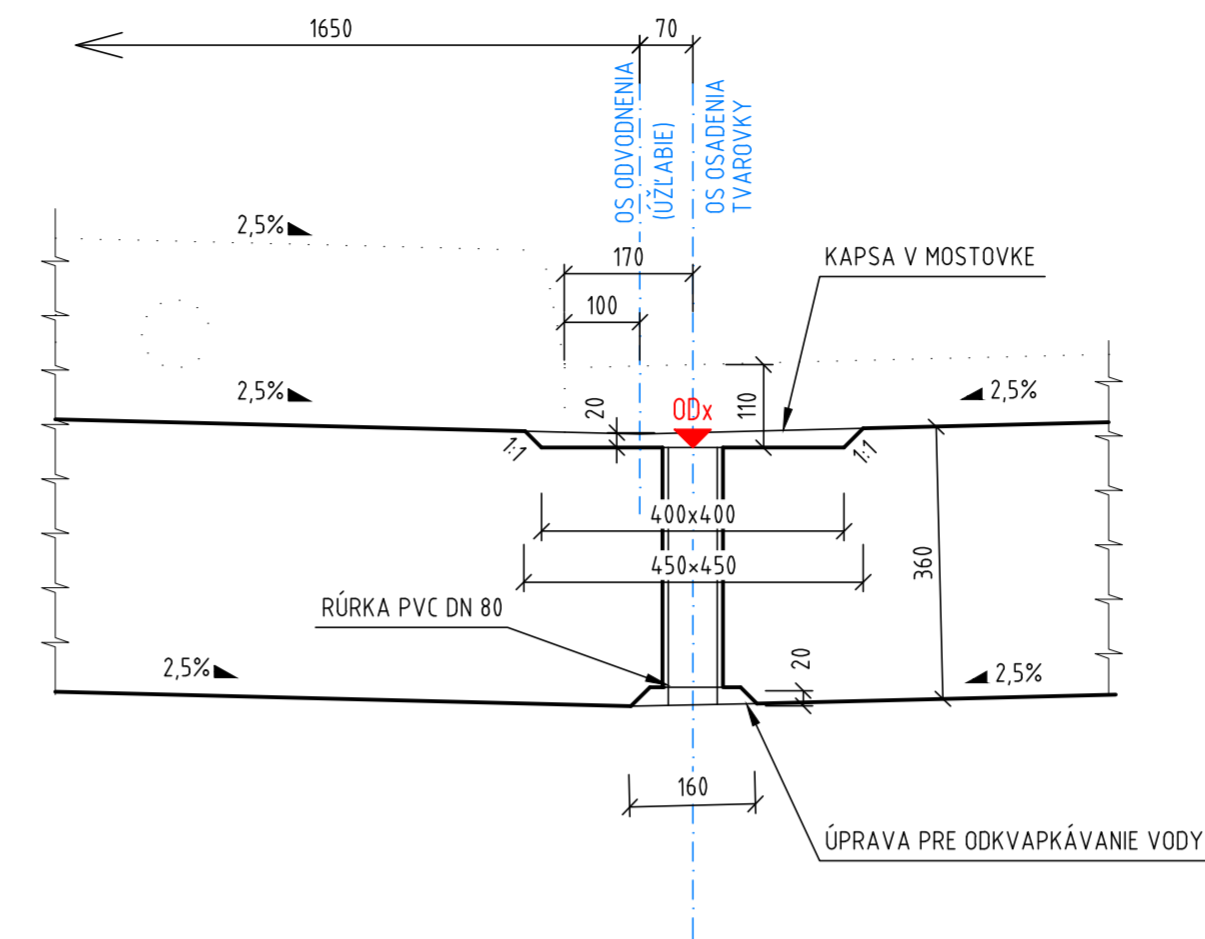 1650
70
OS ODVODNENIA
(ÚŽĽABIE)
OS OSADENIA
TVAROVKY
2,5%
170
KAPSA V MOSTOVKE
100
2,5%
2,5%
20
ODx
110
1:1
1:1
400x400
450×450
360
RÚRKA PVC DN 80
2,5%
20
2,5%
160
ÚPRAVA PRE ODKVAPKÁVANIE VODY